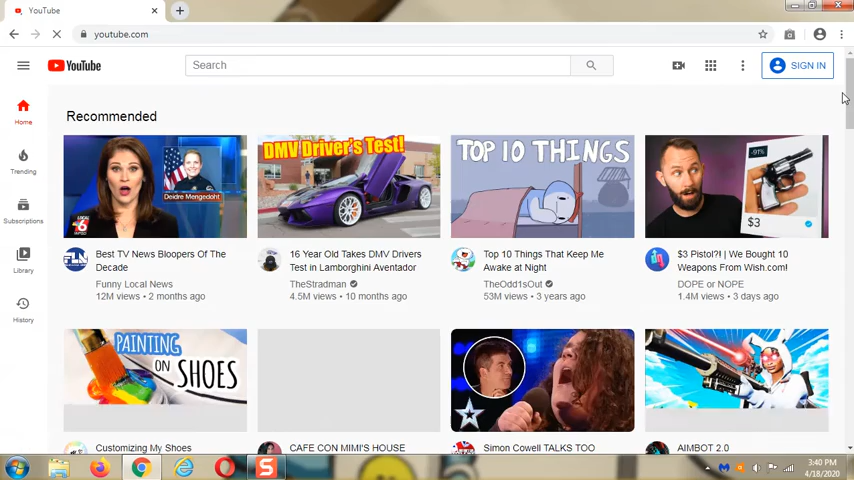 YouTube
youtube.com
YouTube
Search
SIGN IN
Home
Trending
Subscriptions
Library
History
Recommended
Deidre Mengedoht
LOCAL
6
Best TV News Bloopers Of The
Decade
Funny Local News
12M views • 2 months ago
DMV Driver's Test!
16 Year Old Takes DMV Drivers
Test in Lamborghini Aventador
TheStradman
4.5M views • 10 months ago
TOP 10 THINGS
Top 10 Things That Keep Me
Awake at Night
TheOdd1sOut
53M views • 3 years ago
-91%
$3
$3 Pistol?! | We Bought 10
Weapons From Wish.com!
DOPE or NOPE
1.4M views • 3 days ago
PAINTING
ON
SHOES
Customizing My Shoes
CAFE CON MIMI'S HOUSE
Simon Cowell TALKS TOO
AIMBOT 2.0
3:40 PM
4/18/2020